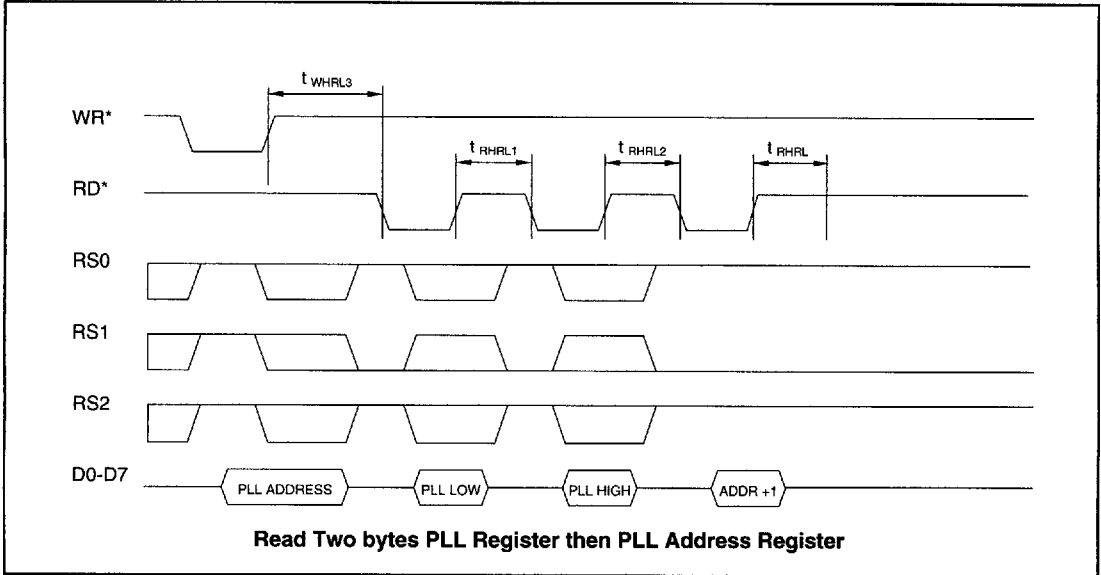 t WHRL3
WR*
t RHRL1
t RHRL2
t RHRL
RD*
RS0
RS1
RS2
D0-D7
PLL ADDRESS
PLL LOW
PLL HIGH
ADDR +1
Read Two bytes PLL Register then PLL Address Register